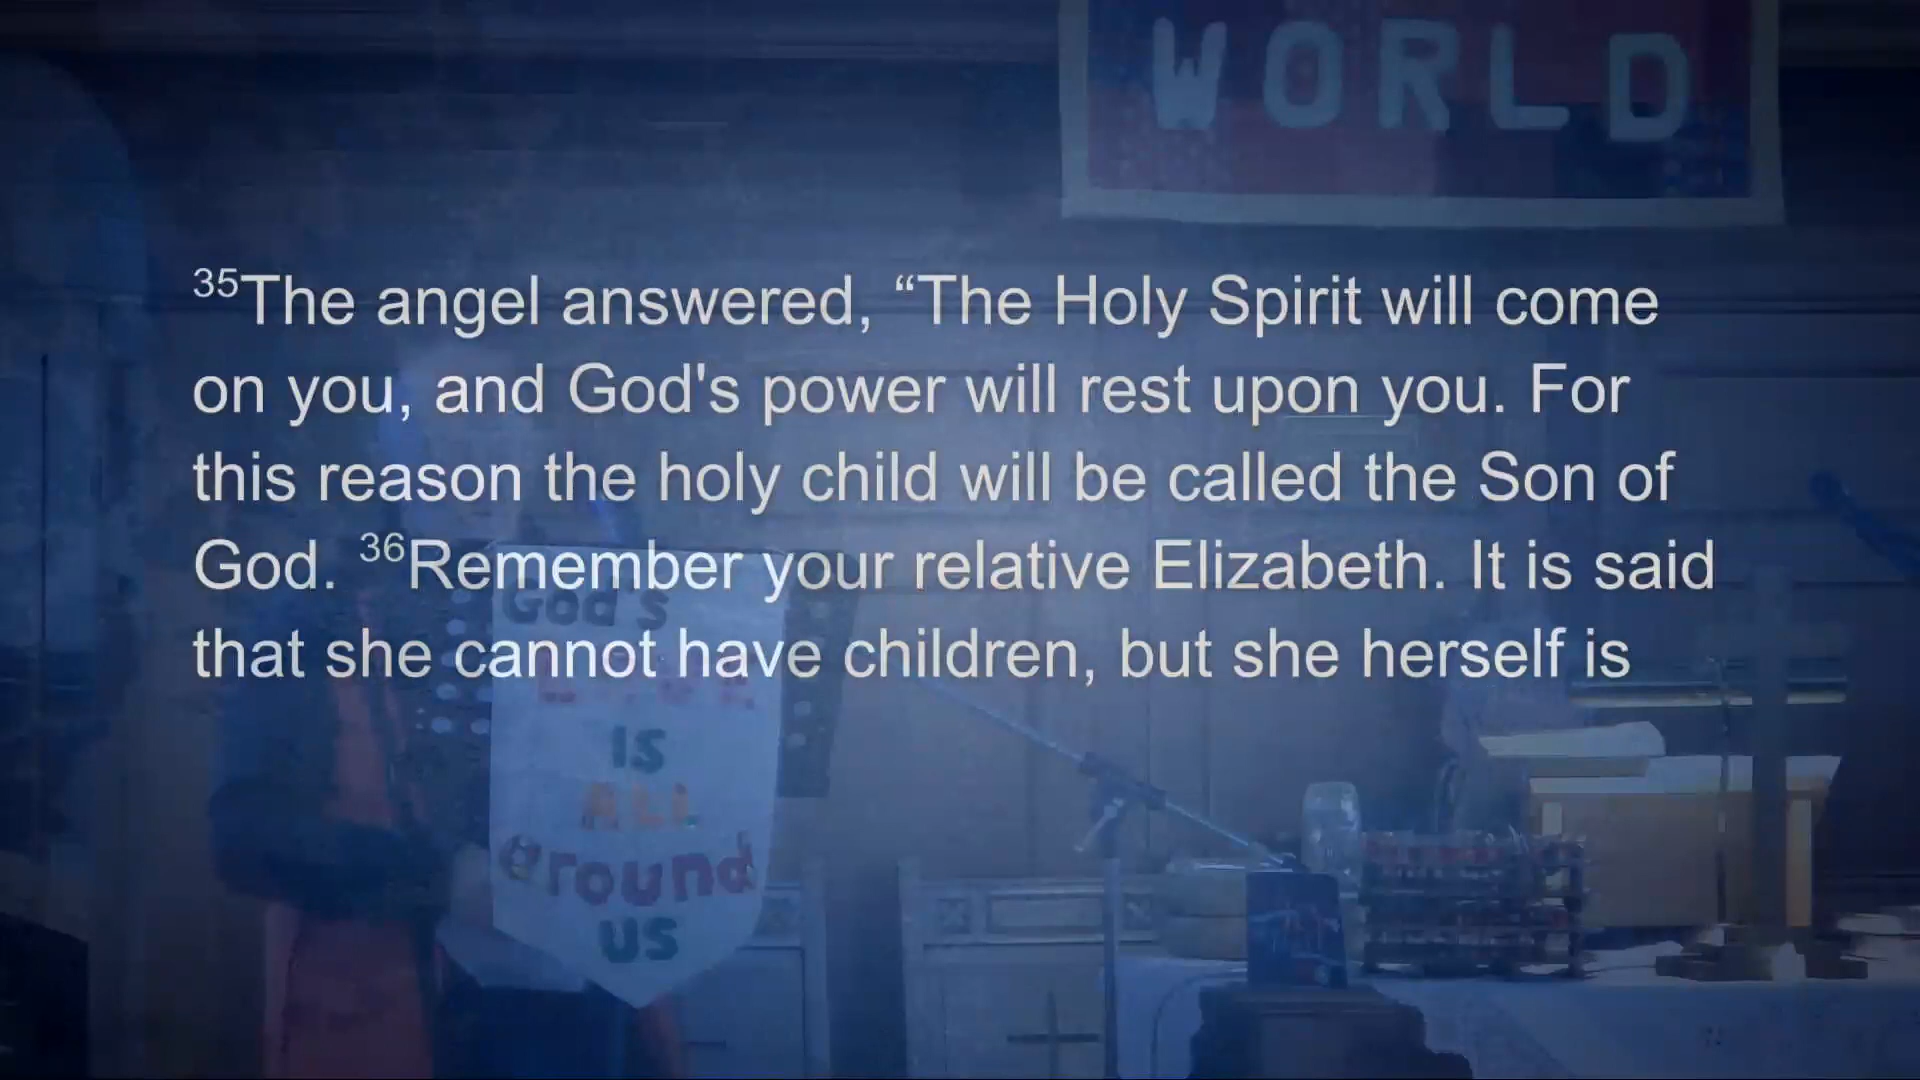 WORLD
³⁵The angel answered, “The Holy Spirit will come
on you, and God's power will rest upon you. For
this reason the holy child will be called the Son of
God. ³⁶Remember your relative Elizabeth. It is said
that she cannot have children, but she herself is
God's
LOVE
IS
ALL
around
US